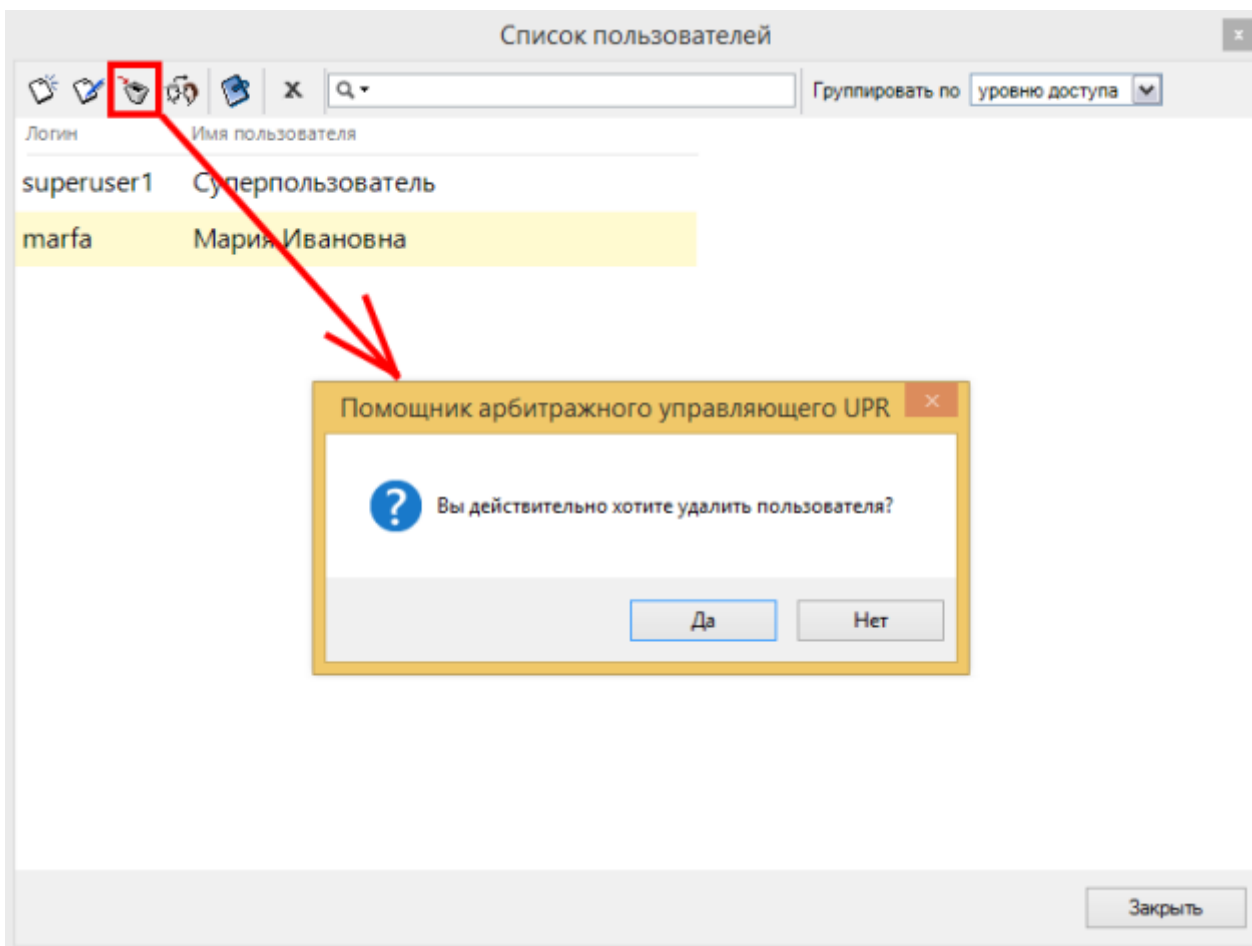 Список пользователей
Группировать по уровню доступа
Логин Имя пользователя
superuser1 Суперпользователь
marfa Мария Ивановна
Помощник арбитражного управляющего UPR
Вы действительно хотите удалить пользователя?
Да Нет
Закрыть